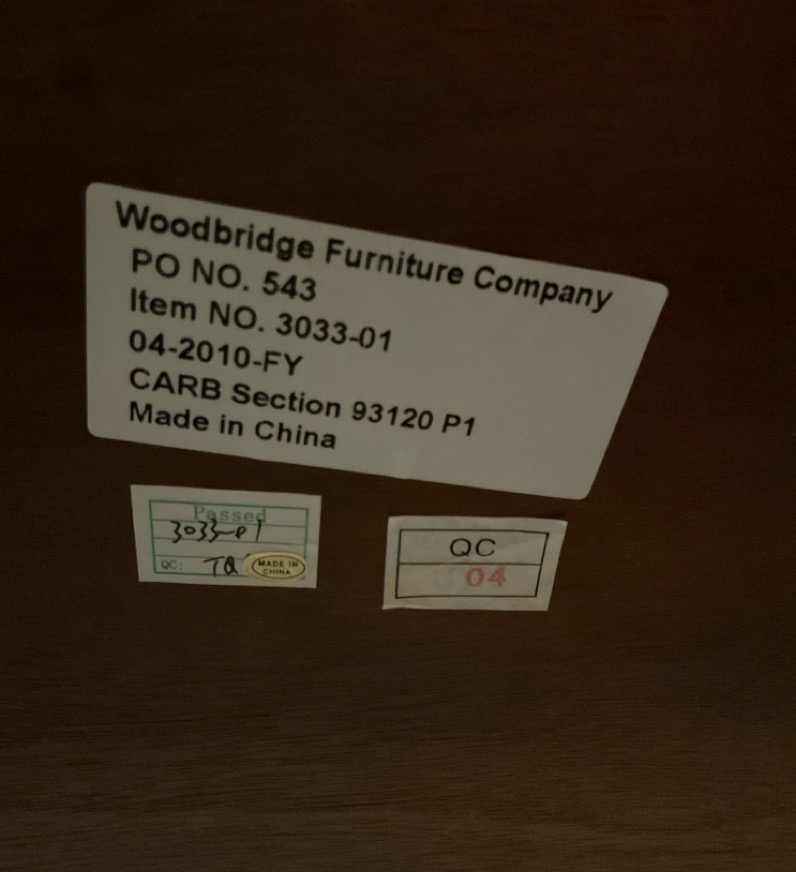 Woodbridge Furniture Company
PO NO. 543
Item NO. 3033-01
04-2010-FY
CARB Section 93120 P1
Made in China
Passed
3033-01
QC: TQ
MADE IN
CHINA
QC
04